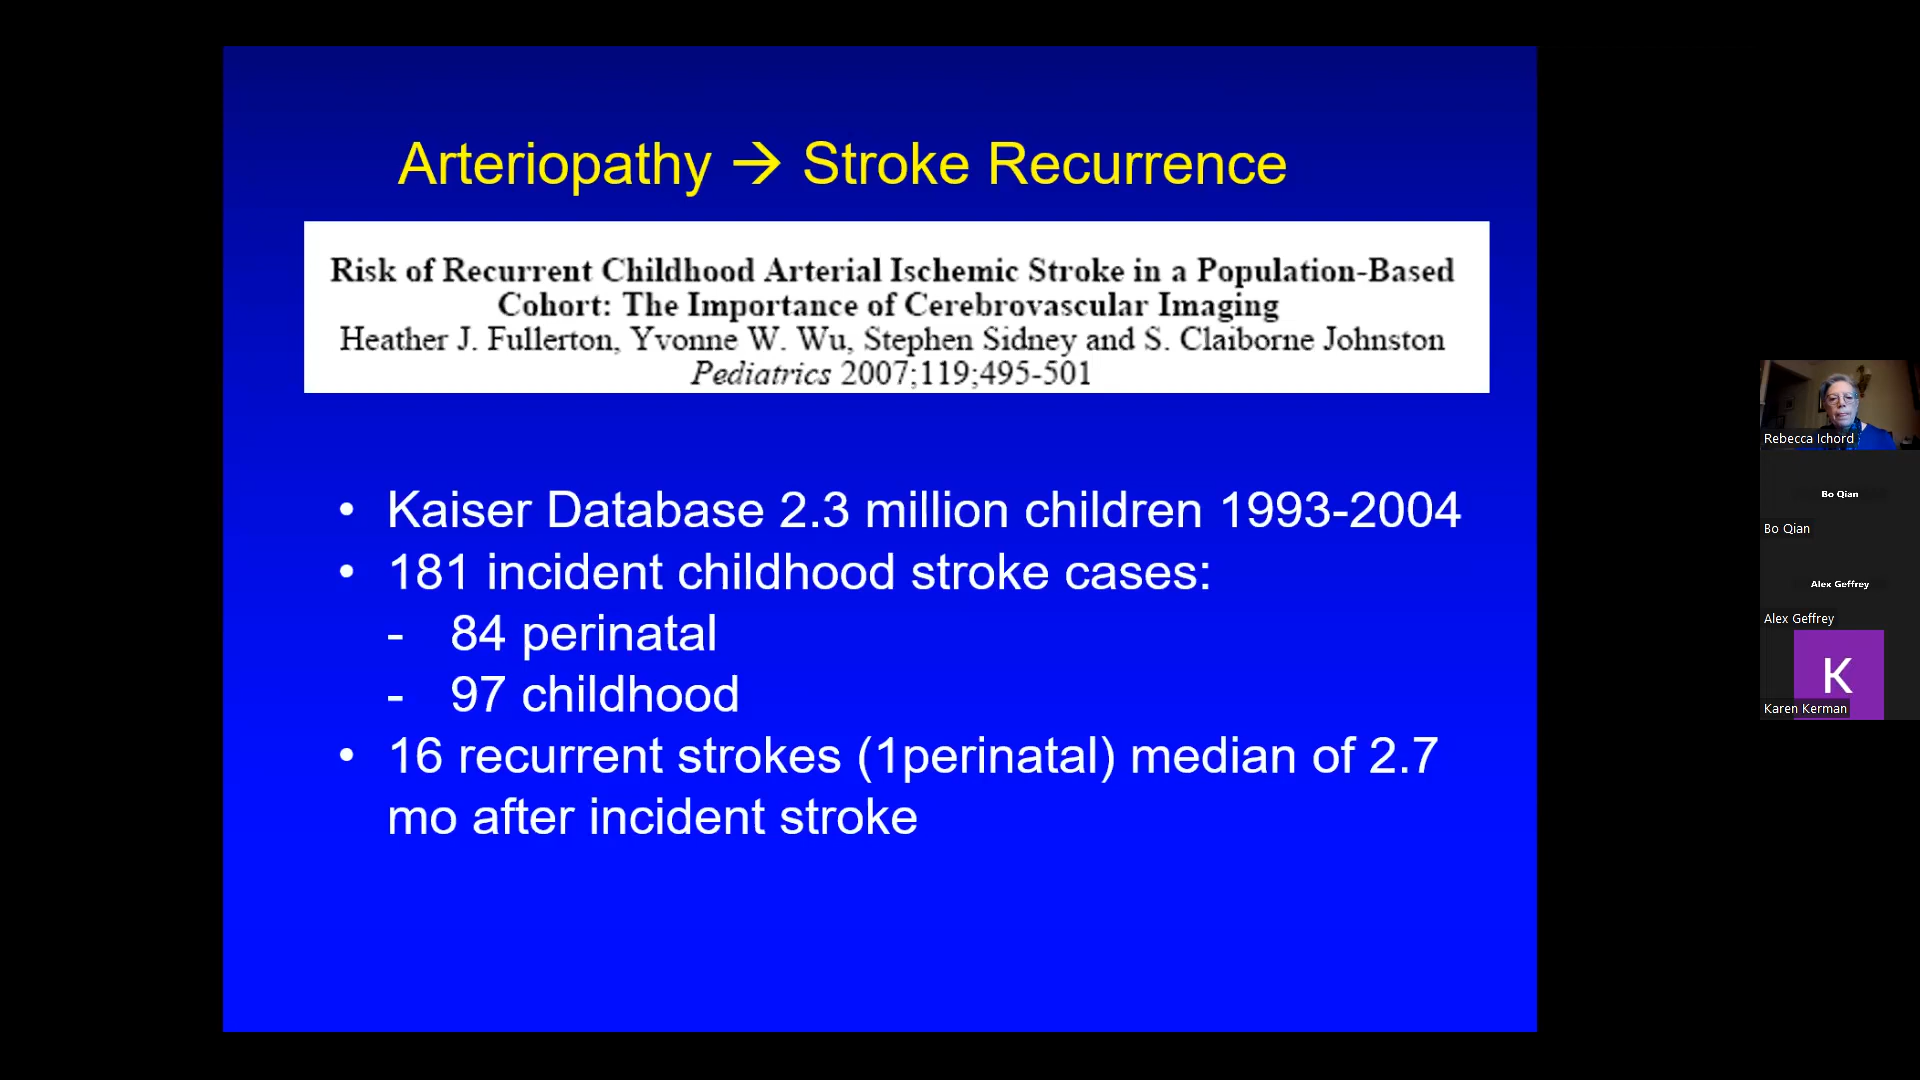 Arteriopathy → Stroke Recurrence
Risk of Recurrent Childhood Arterial Ischemic Stroke in a Population-Based
Cohort: The Importance of Cerebrovascular Imaging
Heather J. Fullerton, Yvonne W. Wu, Stephen Sidney and S. Claiborne Johnston
Pediatrics 2007;119;495-501
• Kaiser Database 2.3 million children 1993-2004
• 181 incident childhood stroke cases:
- 84 perinatal
- 97 childhood
• 16 recurrent strokes (1perinatal) median of 2.7
mo after incident stroke
Rebecca Ichord
Bo Qian
Bo Qian
Alex Geffrey
Alex Geffrey
K
Karen Kerman